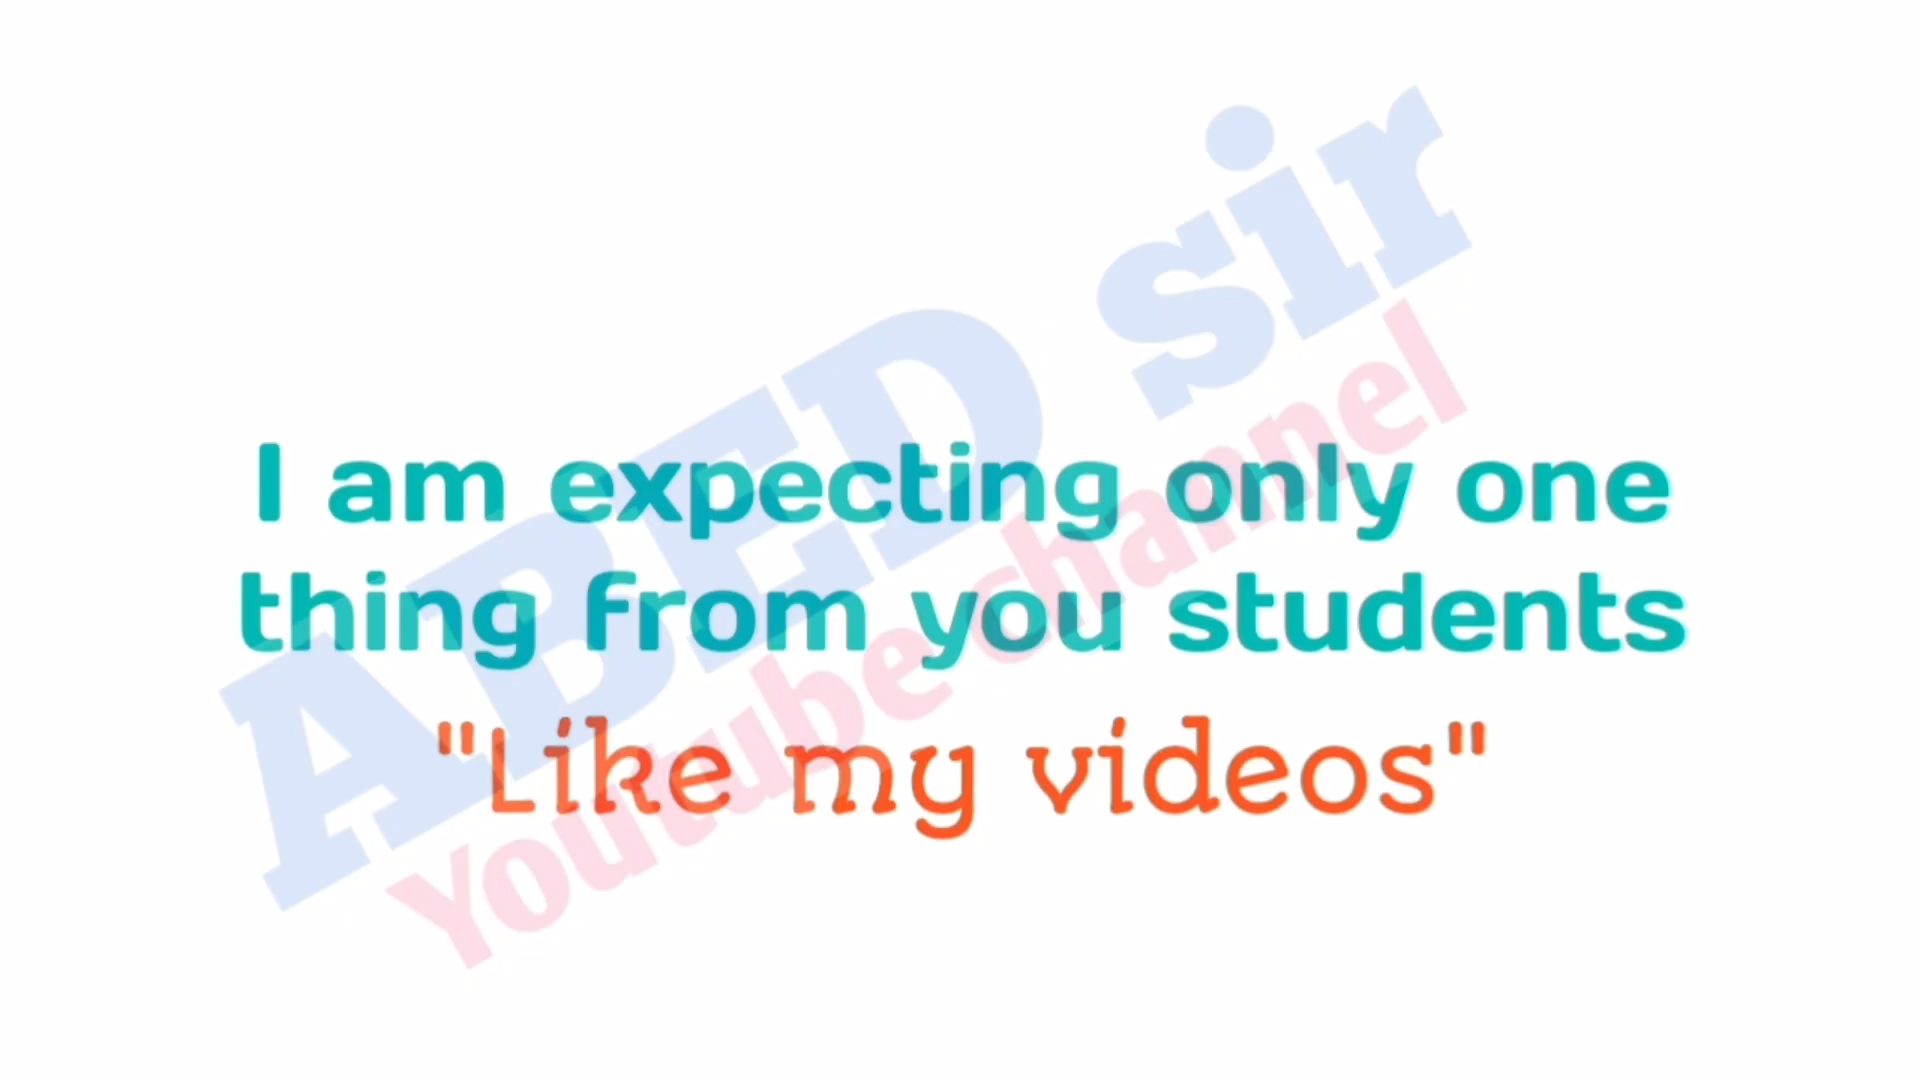 I am expecting only one
thing from you students
"Like my videos"
ABED sir
Youtube channel